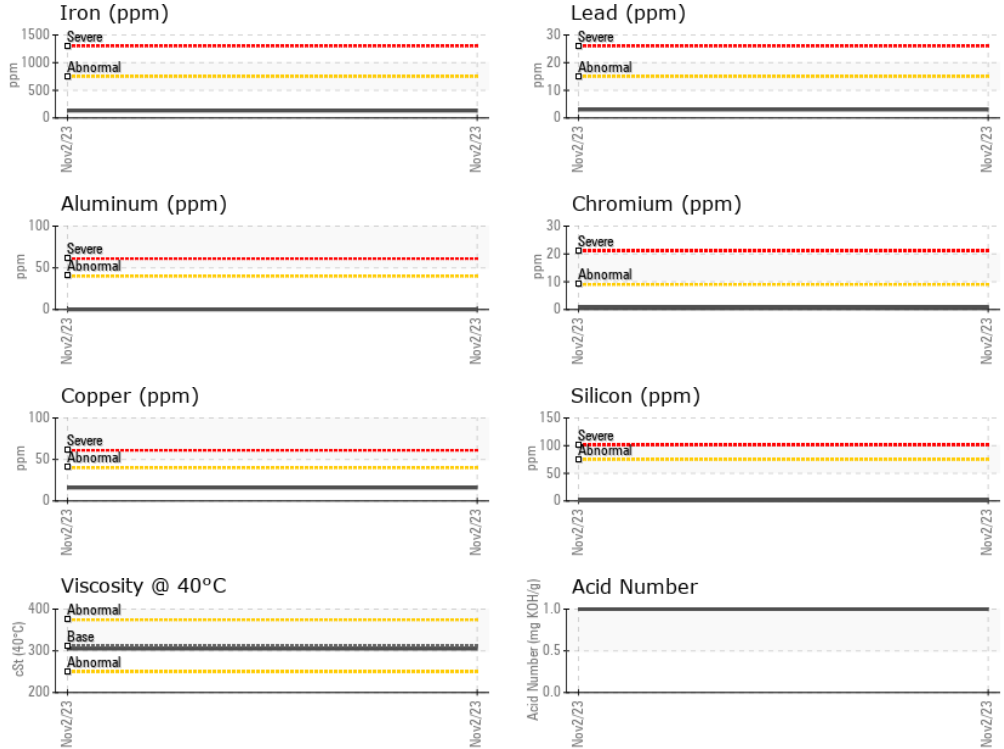 Iron (ppm)
1500
1000
500
0
ppm
Severe
Abnormal
Nov2/23
Nov2/23
Lead (ppm)
30
20
10
0
ppm
Severe
Abnormal
Nov2/23
Nov2/23
Aluminum (ppm)
100
50
0
ppm
Severe
Abnormal
Nov2/23
Nov2/23
Chromium (ppm)
30
20
10
0
ppm
Severe
Abnormal
Nov2/23
Nov2/23
Copper (ppm)
100
50
0
ppm
Severe
Abnormal
Nov2/23
Nov2/23
Silicon (ppm)
150
100
50
0
ppm
Severe
Abnormal
Nov2/23
Nov2/23
Viscosity @ 40°C
400
300
200
cSt (40°C)
Abnormal
Base
Abnormal
Nov2/23
Nov2/23
Acid Number
1.0
0.5
0.0
Acid Number (mg KOH/g)
Nov2/23
Nov2/23